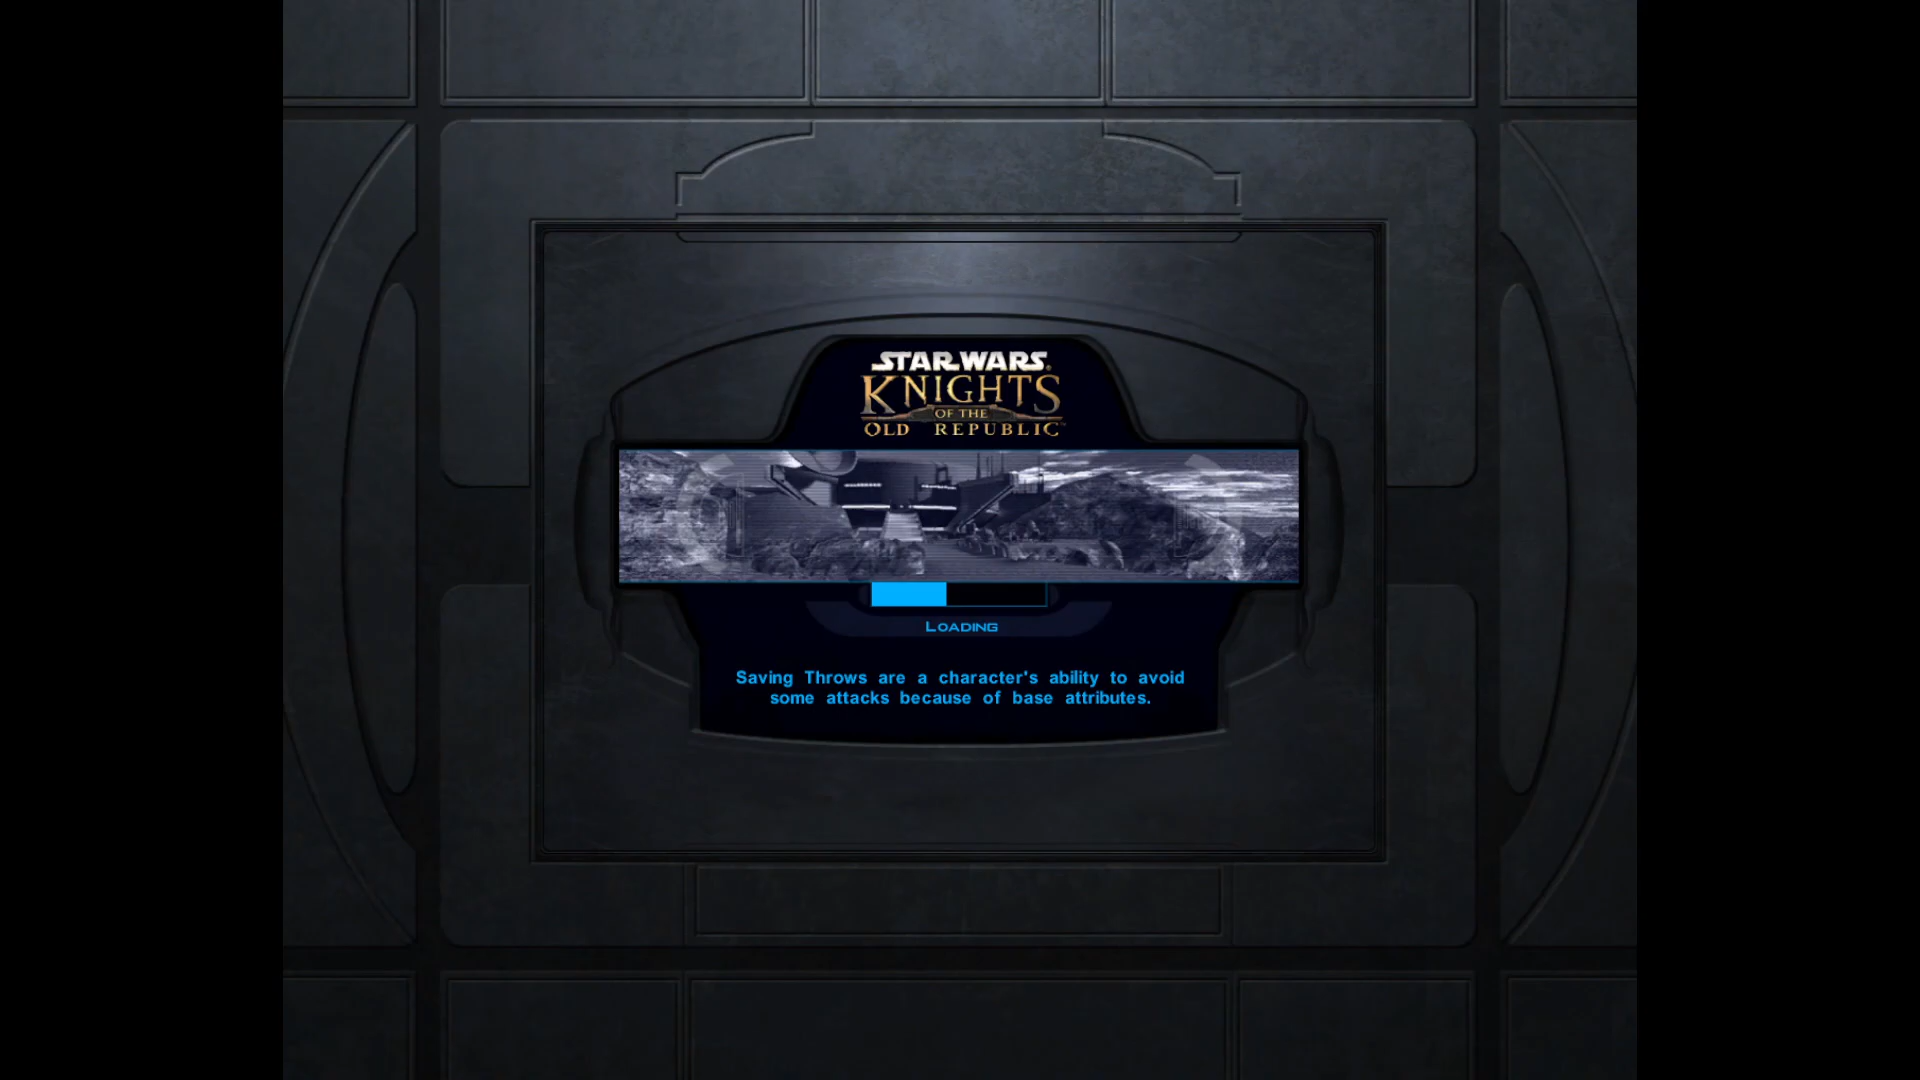 STAR WARS
KNIGHTS
OF THE
OLD REPUBLIC™
LOADING
Saving Throws are a character's ability to avoid
some attacks because of base attributes.